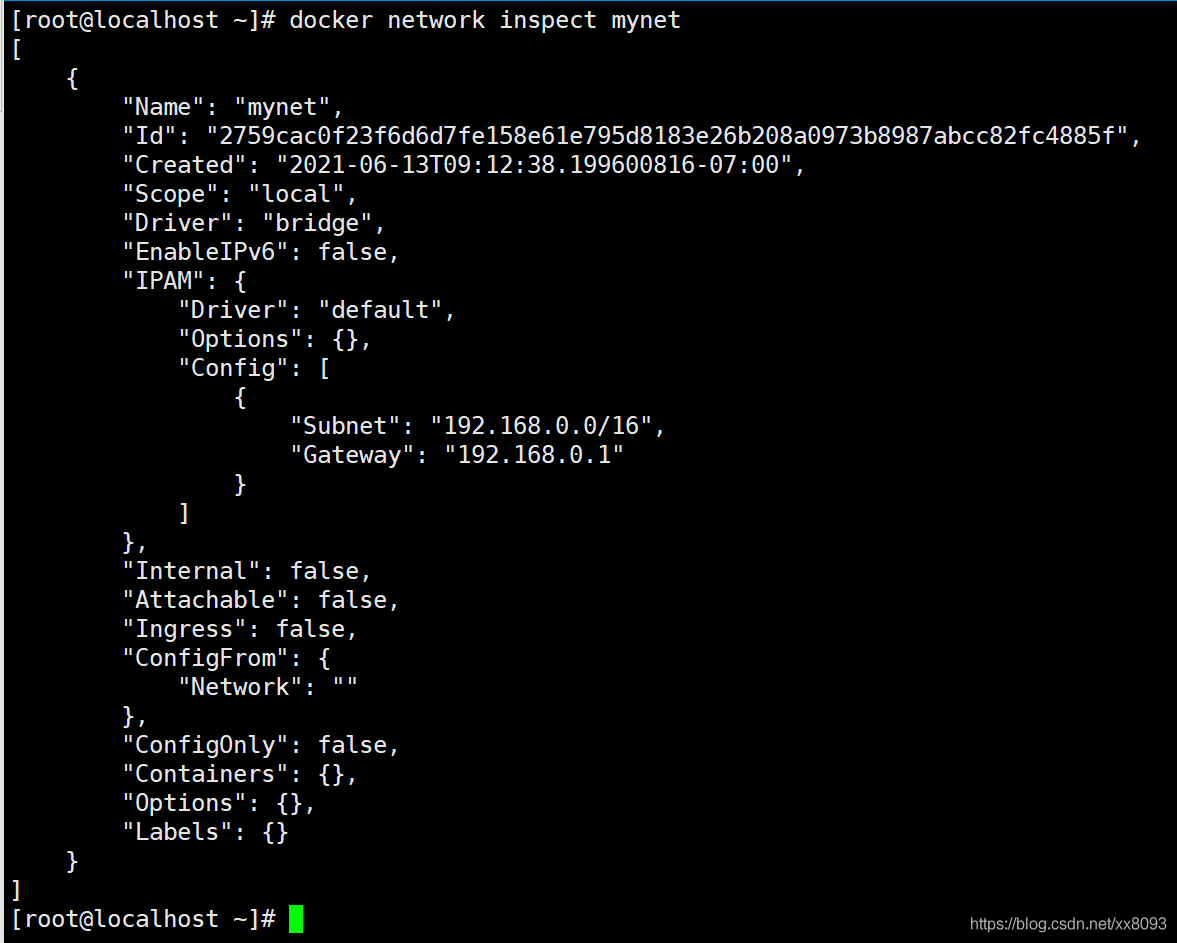 [root@localhost ~]# docker network inspect mynet
[
    {
        "Name": "mynet",
        "Id": "2759cac0f23f6d6d7fe158e61e795d8183e26b208a0973b8987abcc82fc4885f",
        "Created": "2021-06-13T09:12:38.199600816-07:00",
        "Scope": "local",
        "Driver": "bridge",
        "EnableIPv6": false,
        "IPAM": {
            "Driver": "default",
            "Options": {},
            "Config": [
                {
                    "Subnet": "192.168.0.0/16",
                    "Gateway": "192.168.0.1"
                }
            ]
        },
        "Internal": false,
        "Attachable": false,
        "Ingress": false,
        "ConfigFrom": {
            "Network": ""
        },
        "ConfigOnly": false,
        "Containers": {},
        "Options": {},
        "Labels": {}
    }
]
[root@localhost ~]#
https://blog.csdn.net/xx8093